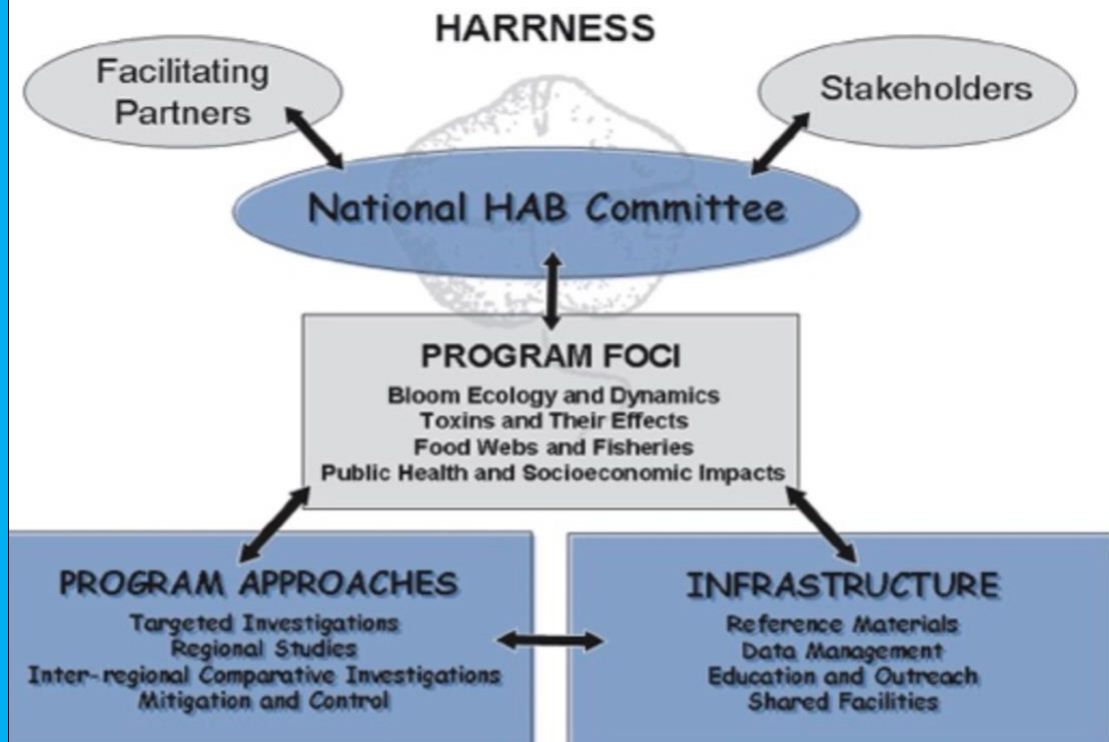 HARRNESS
Facilitating
Partners
Stakeholders
National HAB Committee
PROGRAM FOCI
Bloom Ecology and Dynamics
Toxins and Their Effects
Food Webs and Fisheries
Public Health and Socioeconomic Impacts
PROGRAM APPROACHES
Targeted Investigations
Regional Studies
Inter-regional Comparative Investigations
Mitigation and Control
INFRASTRUCTURE
Reference Materials
Data Management
Education and Outreach
Shared Facilities